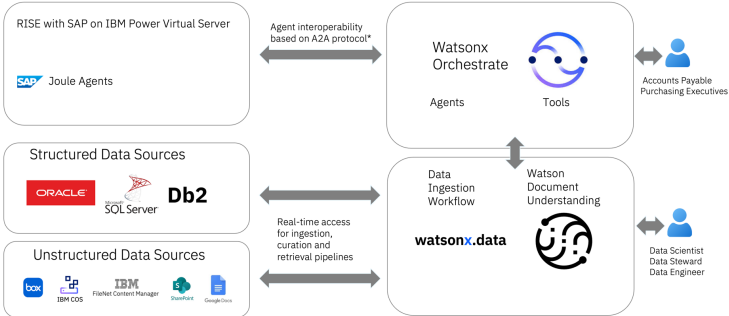 RISE with SAP on IBM Power Virtual Server
SAP
Joule Agents
Agent interoperability
based on A2A protocol*
Watsonx
Orchestrate
Agents
Tools
Accounts Payable
Purchasing Executives
Structured Data Sources
ORACLE
Microsoft
SQL Server
Db2
Real-time access
for ingestion,
curation and
retrieval pipelines
Data
Ingestion
Workflow
Watson
Document
Understanding
watsonx.data
Data Scientist
Data Steward
Data Engineer
Unstructured Data Sources
box
IBM COS
IBM
FileNet Content Manager
S
SharePoint
Google Docs